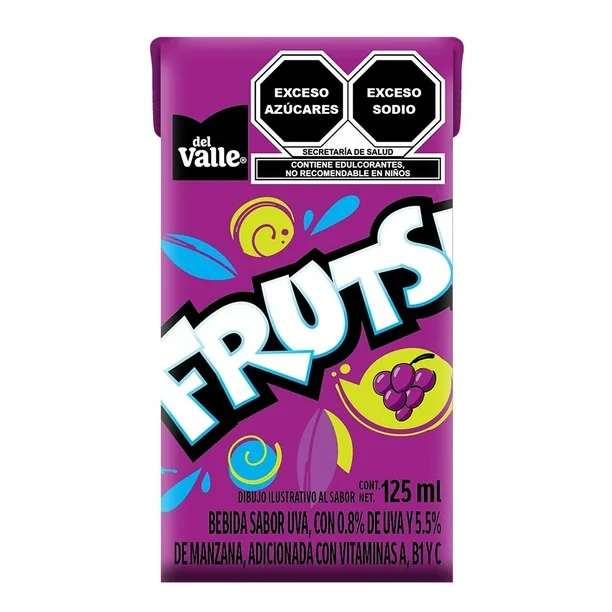 EXCESO
AZÚCARES
EXCESO
SODIO
SECRETARÍA DE SALUD
CONTIENE EDULCORANTES,
NO RECOMENDABLE EN NIÑOS
del
Valle®
FRUTS
DIBUJO ILUSTRATIVO AL SABOR CONT. NET. 125 ml
BEBIDA SABOR UVA, CON 0.8% DE UVA Y 5.5%
DE MANZANA, ADICIONADA CON VITAMINAS A, B1 Y C